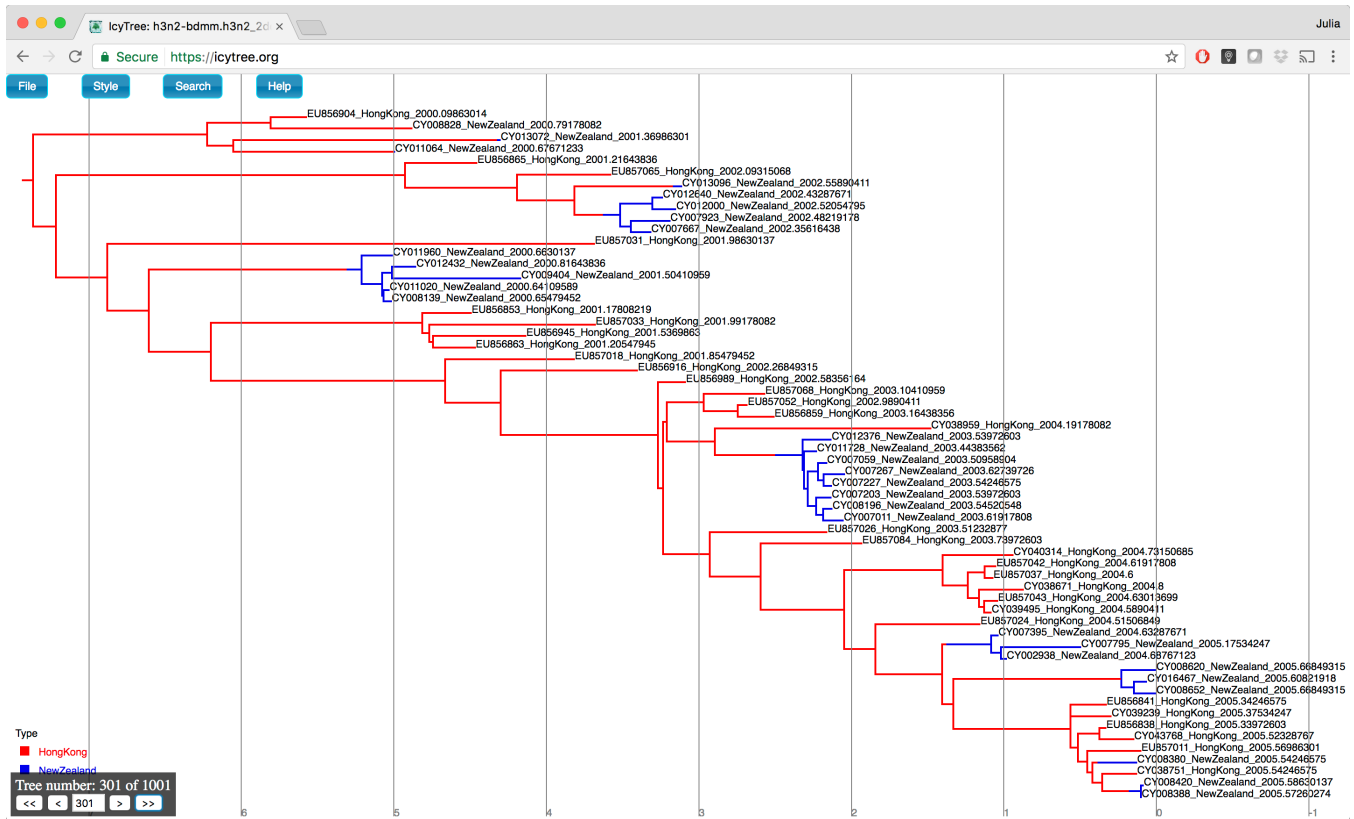 IcyTree: h3n2-bdmm.h3n2_2d
Julia
Secure https://icytree.org
File Style Search Help
EU856904_HongKong_2000.09863014
CY008828_NewZealand_2000.79178082
CY013072_NewZealand_2001.36986301
CY011064_NewZealand_2000.67671233
EU856865_HongKong_2001.21643836
EU857065_HongKong_2002.09315068
CY013096_NewZealand_2002.55890411
CY012640_NewZealand_2002.43287671
CY012000_NewZealand_2002.52054795
CY007923_NewZealand_2002.48219178
CY007667_NewZealand_2002.35616438
EU857031_HongKong_2001.98630137
CY011960_NewZealand_2000.6630137
CY012432_NewZealand_2000.81643836
CY009404_NewZealand_2001.50410959
CY011020_NewZealand_2000.64109589
CY008139_NewZealand_2000.65479452
EU856853_HongKong_2001.17808219
EU857033_HongKong_2001.99178082
EU856945_HongKong_2001.5369863
EU856863_HongKong_2001.20547945
EU857018_HongKong_2001.85479452
EU856916_HongKong_2002.26849315
EU856989_HongKong_2002.58356164
EU857068_HongKong_2003.10410959
EU857052_HongKong_2002.9890411
EU856859_HongKong_2003.16438356
CY038959_HongKong_2004.19178082
CY012376_NewZealand_2003.53972603
CY011728_NewZealand_2003.44383562
CY007059_NewZealand_2003.50958904
CY007267_NewZealand_2003.62739726
CY007227_NewZealand_2003.54246575
CY007203_NewZealand_2003.53972603
CY008196_NewZealand_2003.54520548
CY007011_NewZealand_2003.61917808
EU857026_HongKong_2003.51232877
EU857084_HongKong_2003.73972603
CY040314_HongKong_2004.73150685
EU857042_HongKong_2004.61917808
EU857037_HongKong_2004.6
CY038671_HongKong_2004.8
EU857043_HongKong_2004.63013699
CY039495_HongKong_2004.5890411
EU857024_HongKong_2004.51506849
CY007395_NewZealand_2004.63287671
CY007795_NewZealand_2005.17534247
CY002938_NewZealand_2004.68767123
CY008620_NewZealand_2005.66849315
CY016467_NewZealand_2005.60821918
CY008652_NewZealand_2005.66849315
EU856841_HongKong_2005.34246575
CY039239_HongKong_2005.37534247
EU856838_HongKong_2005.33972603
CY043768_HongKong_2005.52328767
EU857011_HongKong_2005.56986301
CY008380_NewZealand_2005.54246575
CY038751_HongKong_2005.54246575
CY008420_NewZealand_2005.58630137
CY008388_NewZealand_2005.57260274
Type
HongKong
NewZealand
Tree number: 301 of 1001
<< < 301 > >>
6 5 4 3 2 1 0 -1